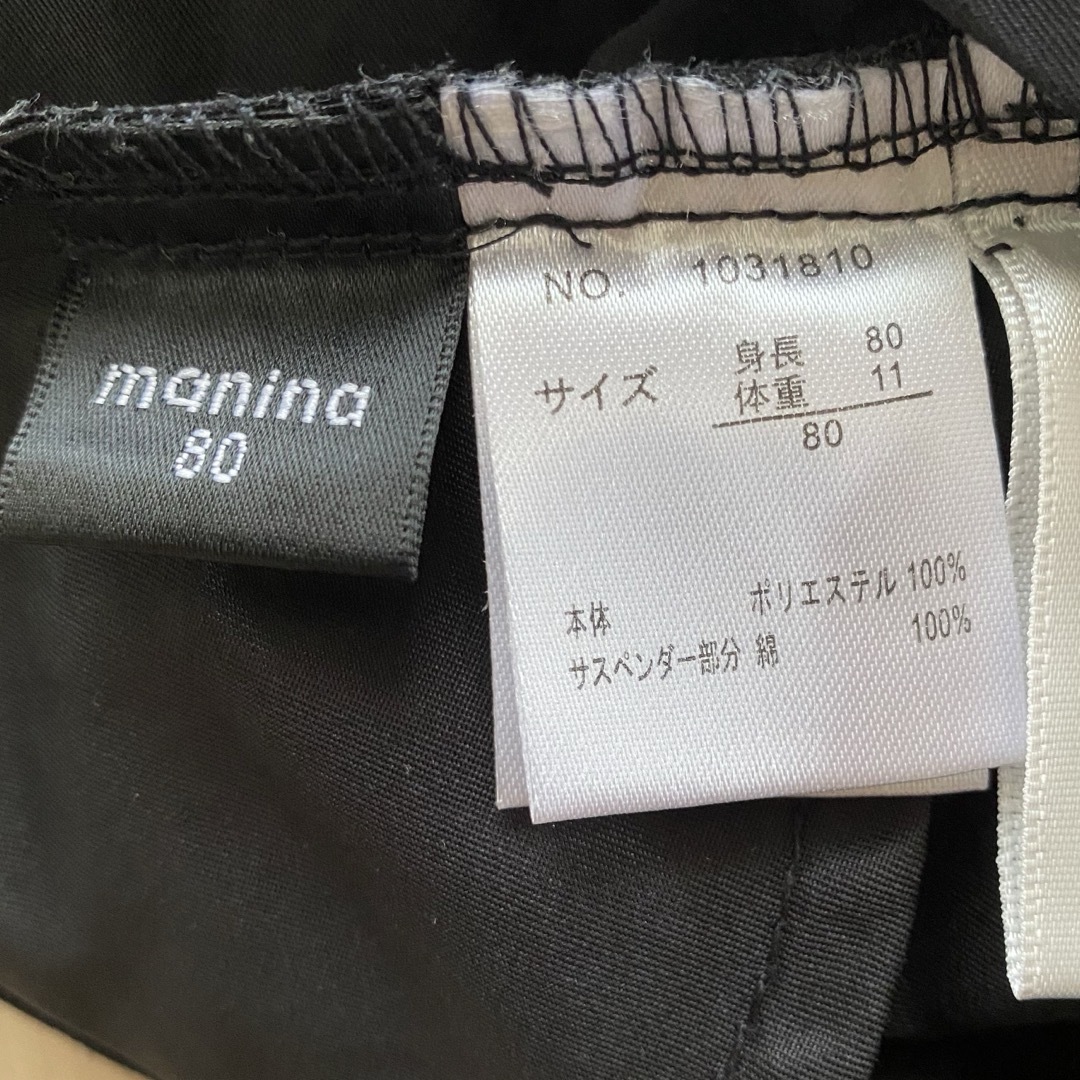 manina
80
NO. 1031810
サイズ 身長 80
体重 11
80
本体 ポリエステル 100%
サスペンダー部分 綿 100%